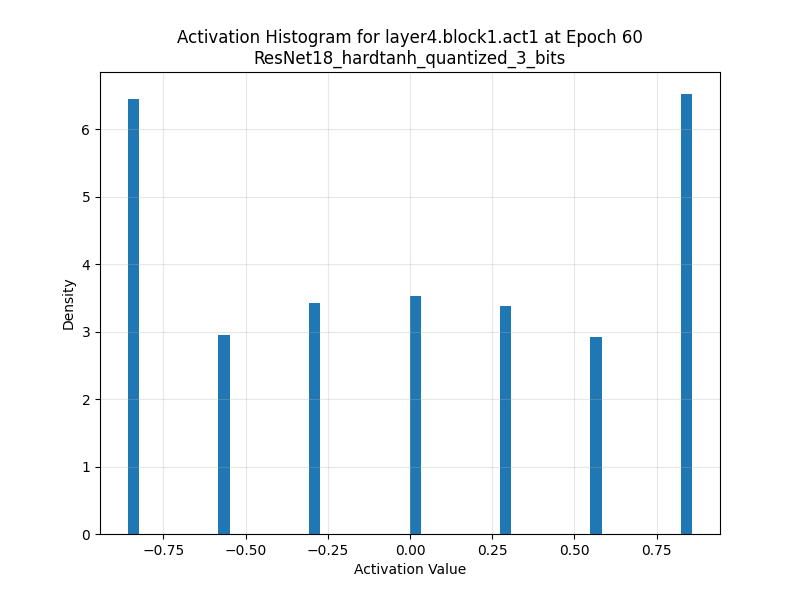 Activation Histogram for layer4.block1.act1 at Epoch 60
ResNet18_hardtanh_quantized_3_bits
6
5
4
3
2
1
0
Density
−0.75 −0.50 −0.25 0.00 0.25 0.50 0.75
Activation Value